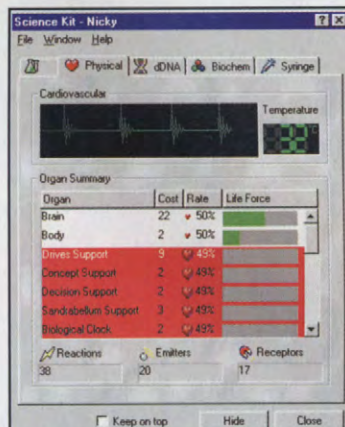 Science Kit - Nicky
File Window Help
Physical dDNA Biochem Syringe
Cardiovascular
Temperature
Organ Summary
Organ Cost Rate Life Force
Brain 22 50%
Body 2 50%
Drives Support 9 49%
Concept Support 2 49%
Decision Support 2 49%
Sandrabellum Support 3 49%
Biological Clock 2 49%
Reactions Emitters Receptors
38 20 17
Keep on top Hide Close